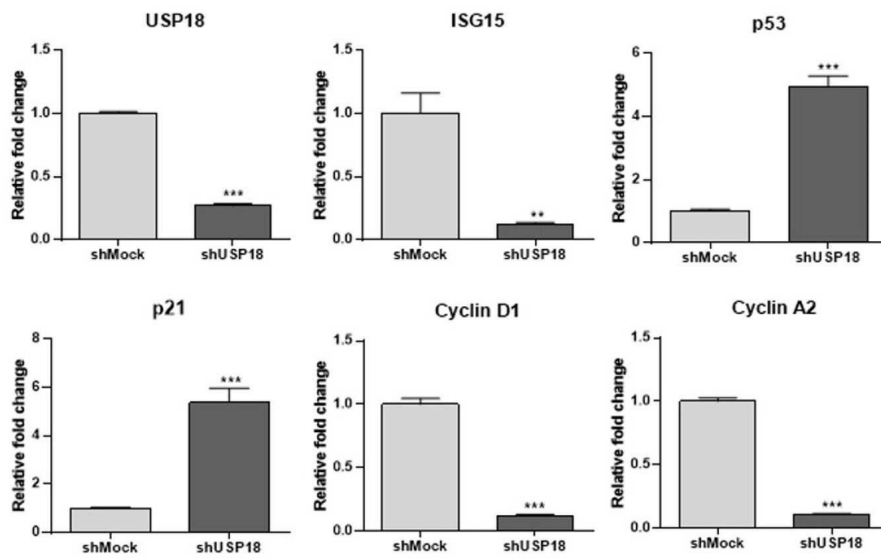 USP18
Relative fold change
1.5
1.0
0.5
0.0
***
shMock shUSP18
ISG15
Relative fold change
1.5
1.0
0.5
0.0
**
shMock shUSP18
p53
Relative fold change
6
4
2
0
***
shMock shUSP18
p21
Relative fold change
8
6
4
2
0
***
shMock shUSP18
Cyclin D1
Relative fold change
1.5
1.0
0.5
0.0
***
shMock shUSP18
Cyclin A2
Relative fold change
1.5
1.0
0.5
0.0
***
shMock shUSP18